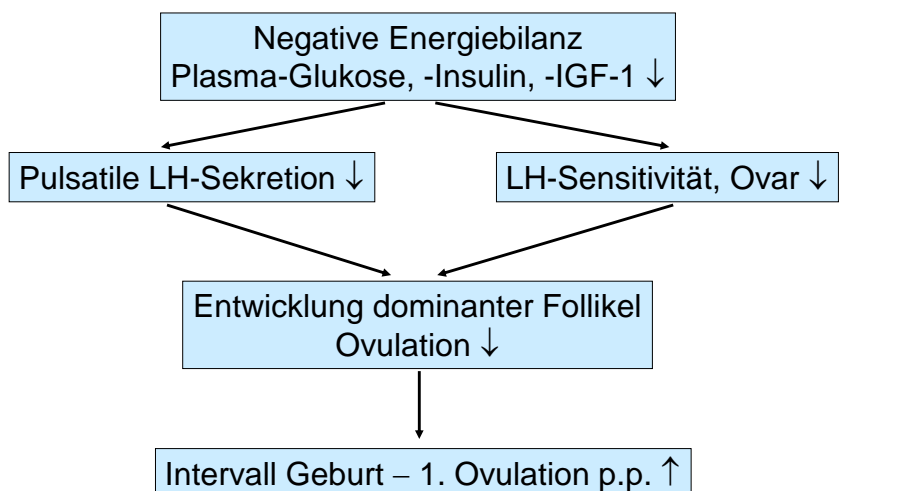 Negative Energiebilanz
Plasma-Glukose, -Insulin, -IGF-1 ↓
Pulsatile LH-Sekretion ↓
LH-Sensitivität, Ovar ↓
Entwicklung dominanter Follikel
Ovulation ↓
Intervall Geburt – 1. Ovulation p.p. ↑